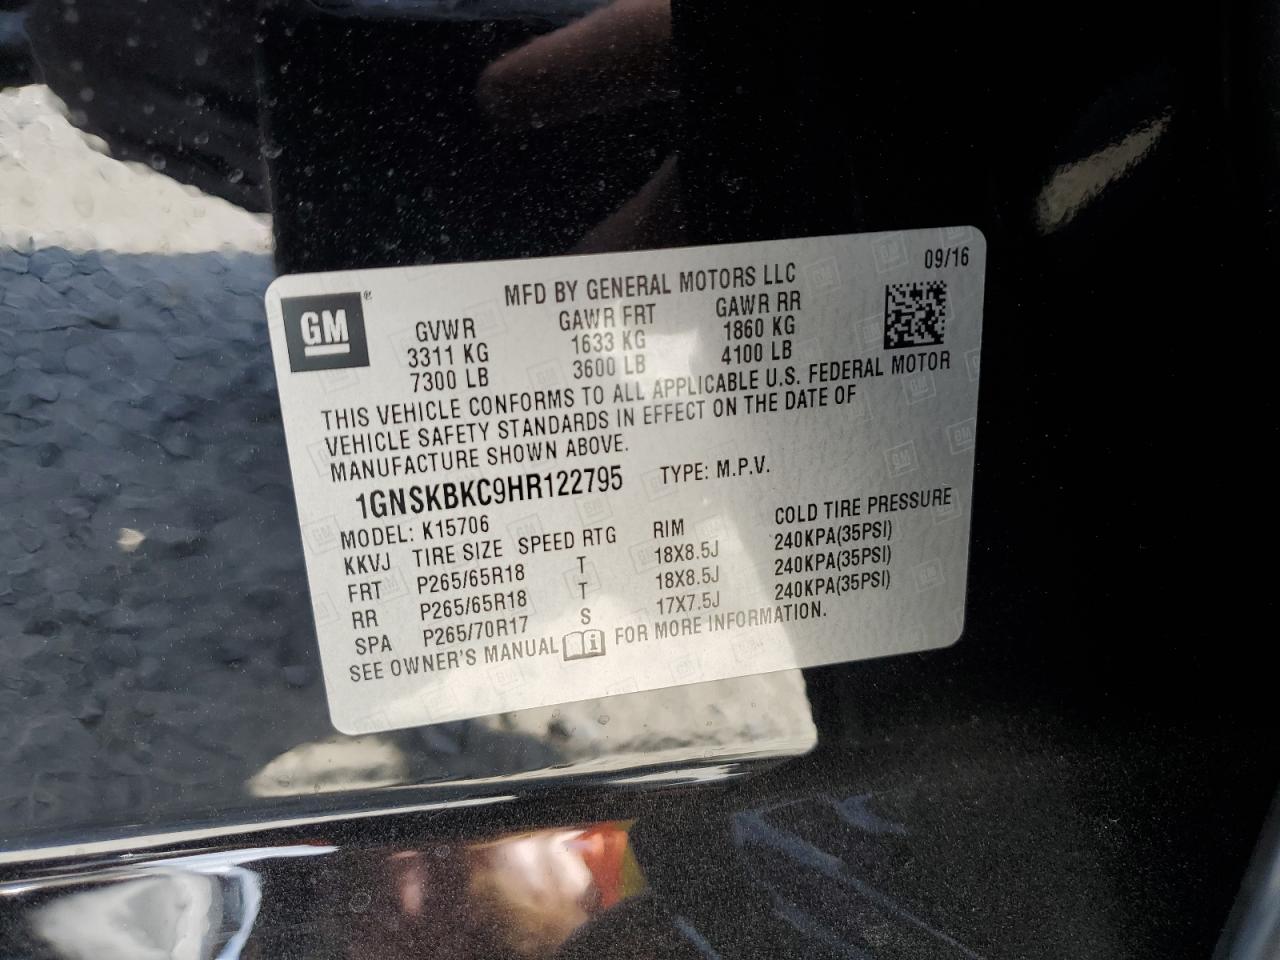 09/16
MFD BY GENERAL MOTORS LLC
GM®
GVWR GAWR FRT GAWR RR
3311 KG 1633 KG 1860 KG
7300 LB 3600 LB 4100 LB
THIS VEHICLE CONFORMS TO ALL APPLICABLE U.S. FEDERAL MOTOR
VEHICLE SAFETY STANDARDS IN EFFECT ON THE DATE OF
MANUFACTURE SHOWN ABOVE.
1GNSKBKC9HR122795 TYPE: M.P.V.
MODEL: K15706
KKVJ TIRE SIZE SPEED RTG RIM COLD TIRE PRESSURE
FRT P265/65R18 T 18X8.5J 240KPA(35PSI)
RR P265/65R18 T 18X8.5J 240KPA(35PSI)
SPA P265/70R17 S 17X7.5J 240KPA(35PSI)
SEE OWNER'S MANUAL FOR MORE INFORMATION.